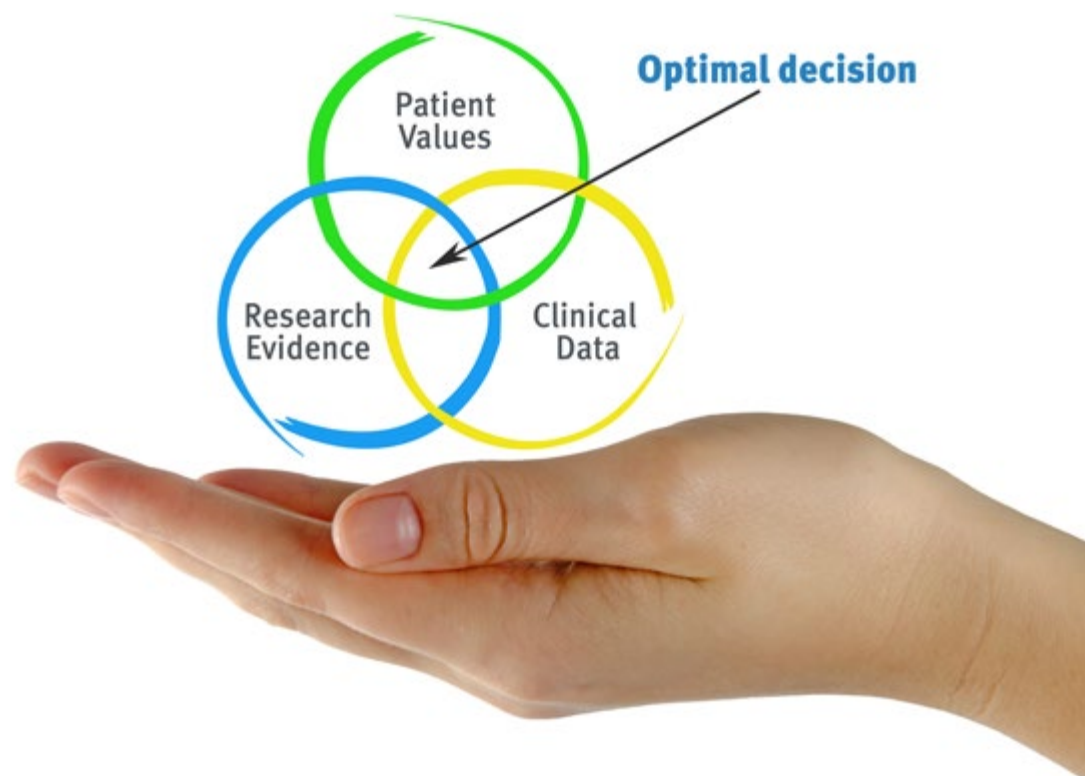 Optimal decision
Patient
Values
Research
Evidence
Clinical
Data